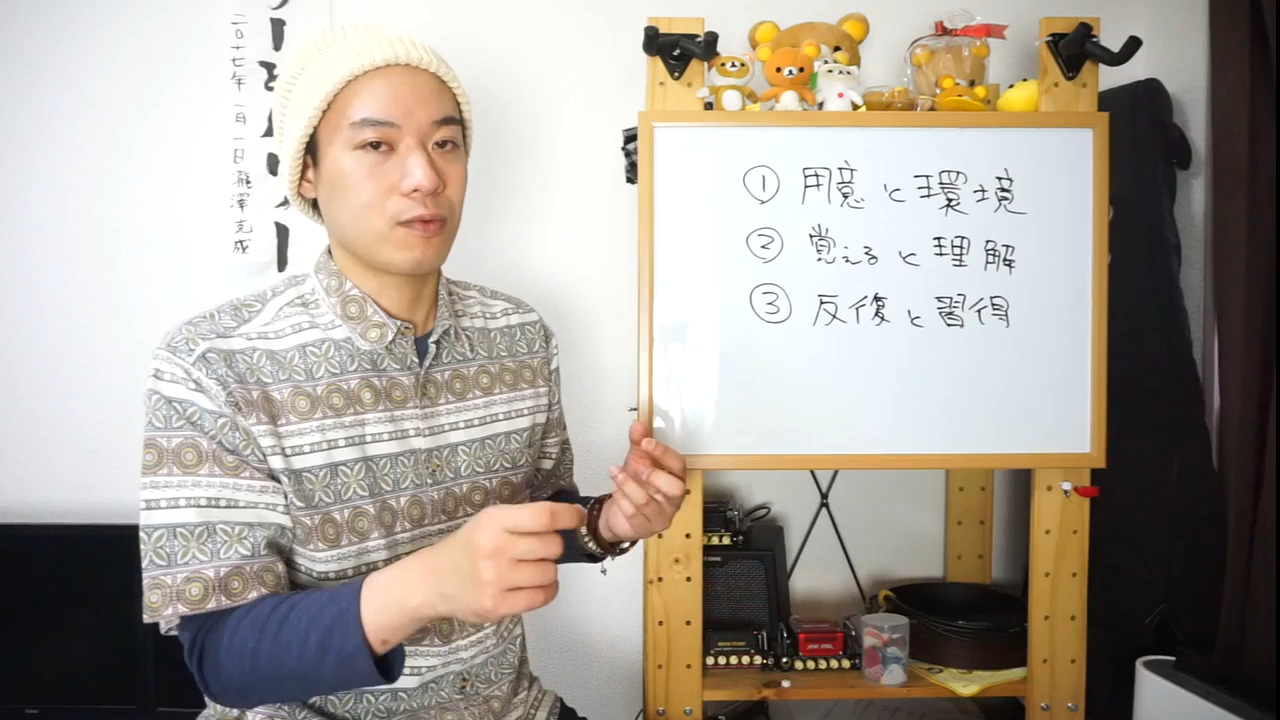 二〇一七年一月一日 瀧澤克成
① 用意と環境
② 覚えると理解
③ 反復と習得